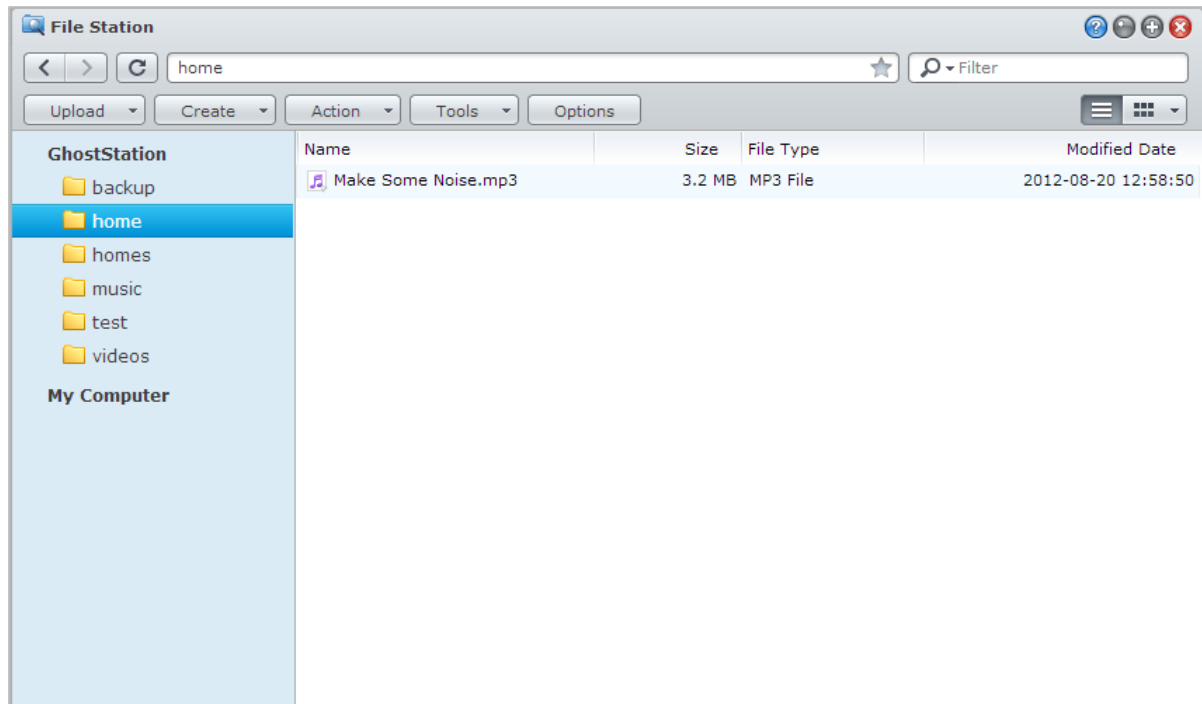 File Station
home
Filter
Upload Create Action Tools Options
GhostStation
backup
home
homes
music
test
videos
My Computer
Name Size File Type Modified Date
Make Some Noise.mp3 3.2 MB MP3 File 2012-08-20 12:58:50